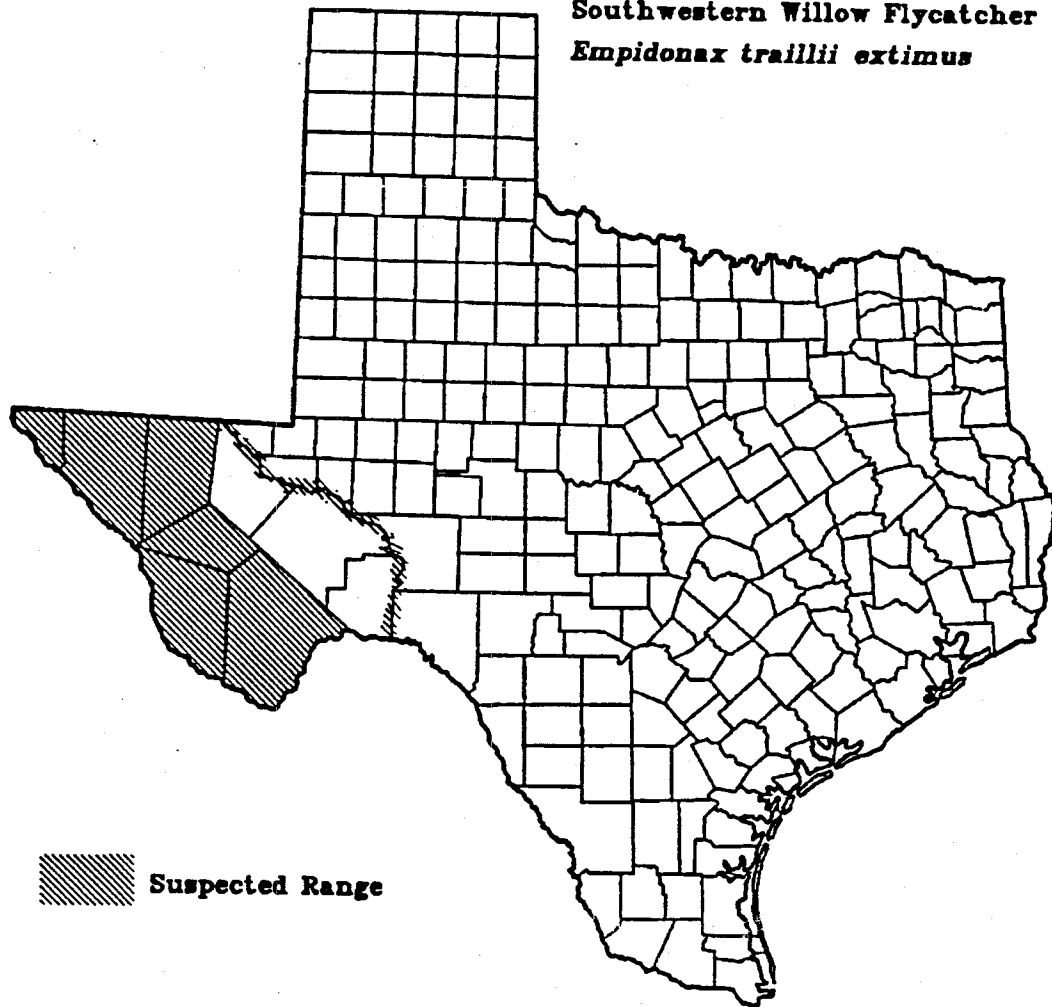 Southwestern Willow Flycatcher
Empidonax traillii extimus
Suspected Range